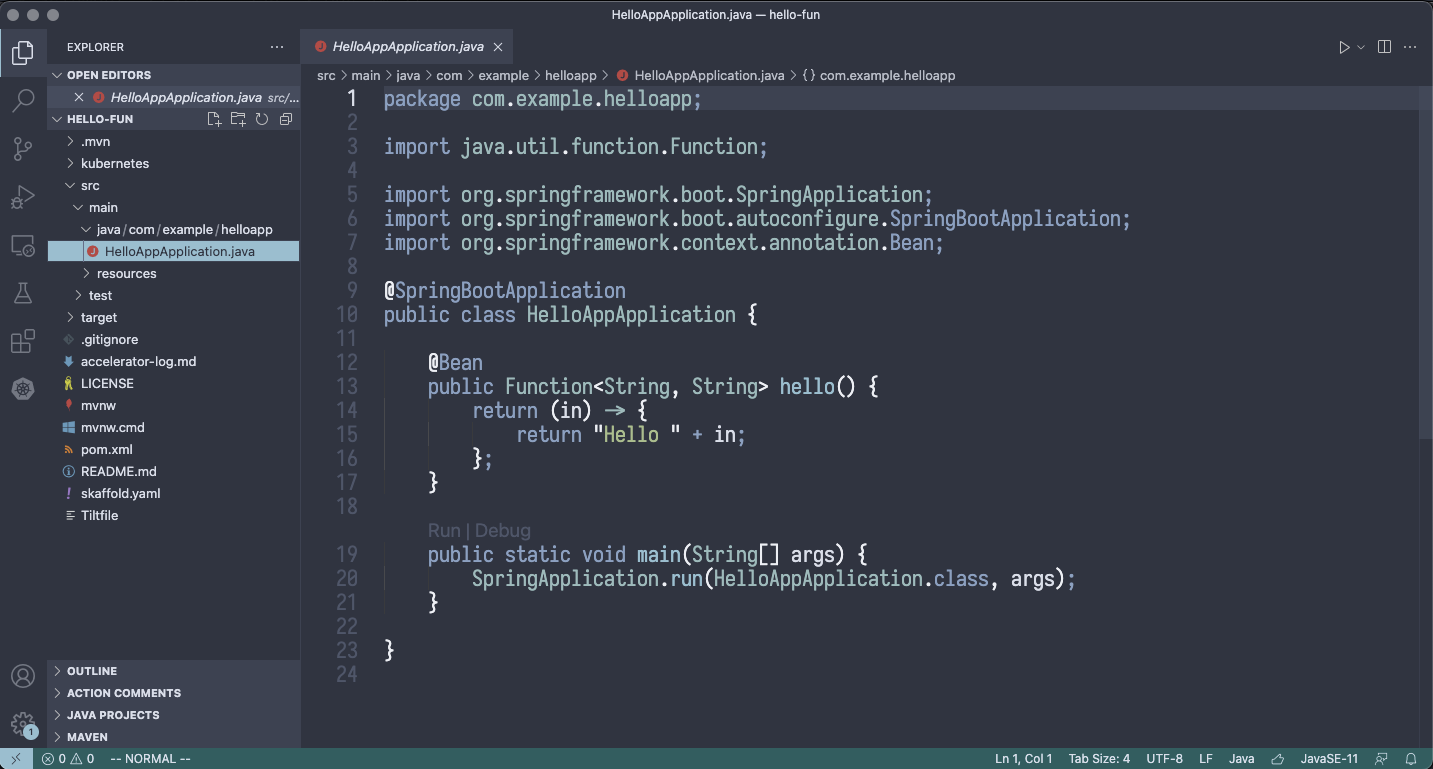 HelloAppApplication.java — hello-fun
EXPLORER
OPEN EDITORS
HelloAppApplication.java src/...
HELLO-FUN
.mvn
kubernetes
src
main
java/com/example/helloapp
HelloAppApplication.java
resources
test
target
.gitignore
accelerator-log.md
LICENSE
mvnw
mvnw.cmd
pom.xml
README.md
skaffold.yaml
Tiltfile
OUTLINE
ACTION COMMENTS
JAVA PROJECTS
MAVEN
1
HelloAppApplication.java
src > main > java > com > example > helloapp > HelloAppApplication.java > {} com.example.helloapp
1 package com.example.helloapp;
2
3 import java.util.function.Function;
4
5 import org.springframework.boot.SpringApplication;
6 import org.springframework.boot.autoconfigure.SpringBootApplication;
7 import org.springframework.context.annotation.Bean;
8
9 @SpringBootApplication
10 public class HelloAppApplication {
11
12     @Bean
13     public Function<String, String> hello() {
14         return (in) -> {
15             return "Hello " + in;
16         };
17     }
18
Run | Debug
19     public static void main(String[] args) {
20         SpringApplication.run(HelloAppApplication.class, args);
21     }
22
23 }
24
0 0 -- NORMAL -- Ln 1, Col 1 Tab Size: 4 UTF-8 LF Java JavaSE-11